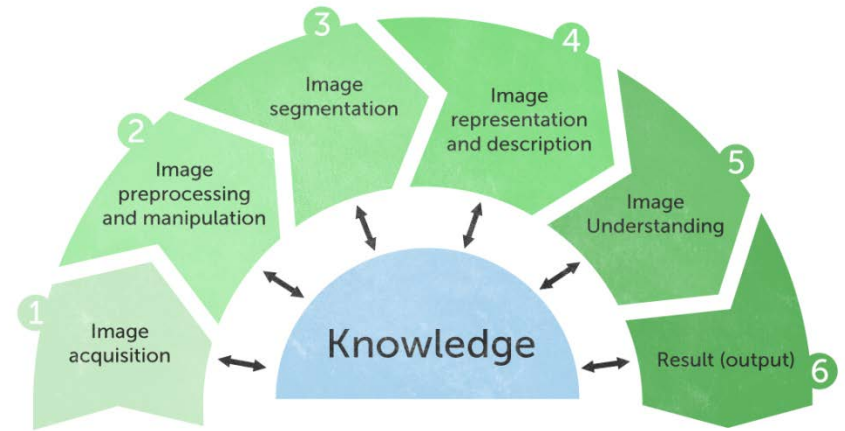 1
Image
acquisition
2
Image
preprocessing
and manipulation
3
Image
segmentation
4
Image
representation
and description
5
Image
Understanding
Result (output)
6
Knowledge